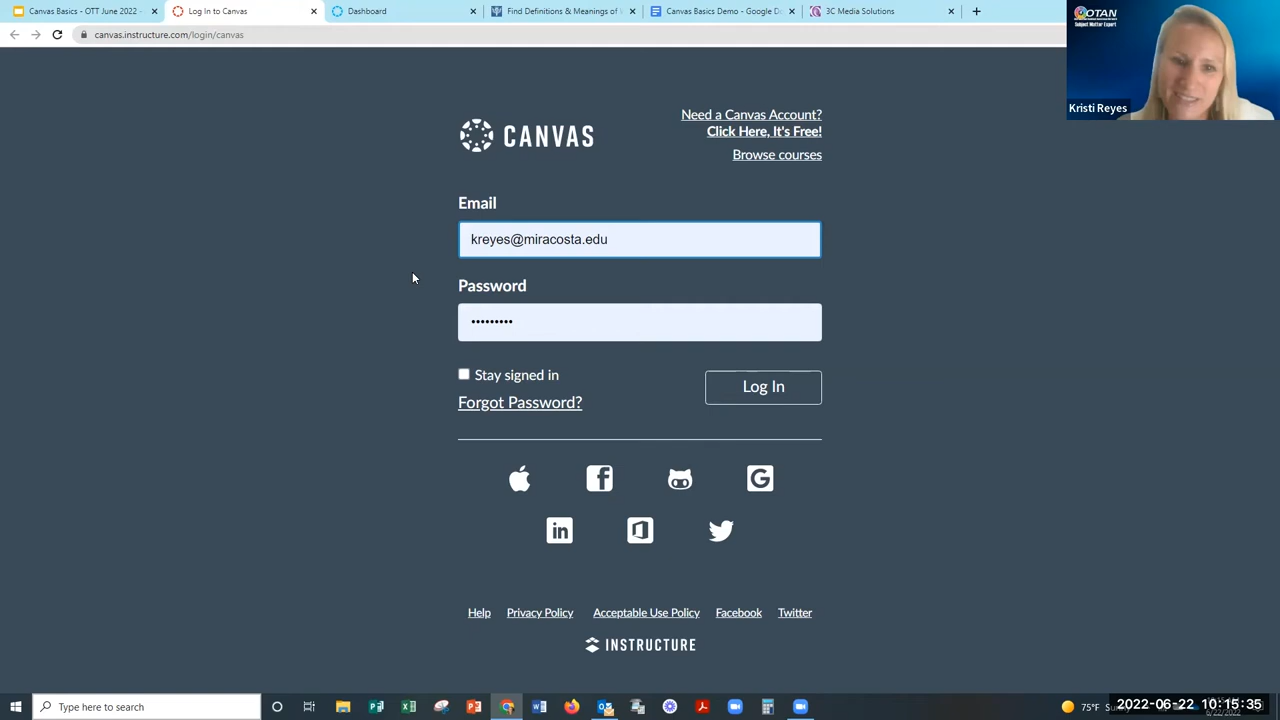 Canvas Basics - OTT June 2022 -
Log In to Canvas
Dashboard
Find Definitions & Meanings of
Canvas Basics Demo - Google D
3C Media Solutions
canvas.instructure.com/login/canvas
OTAN
Subject Matter Expert
Kristi Reyes
CANVAS
Need a Canvas Account?
Click Here, It's Free!
Browse courses
Email
kreyes@miracosta.edu
Password
•••••••••
Stay signed in
Forgot Password?
Log In
Help
Privacy Policy
Acceptable Use Policy
Facebook
Twitter
INSTRUCTURE
Type here to search
75°F
2022-06-22 10:15:35